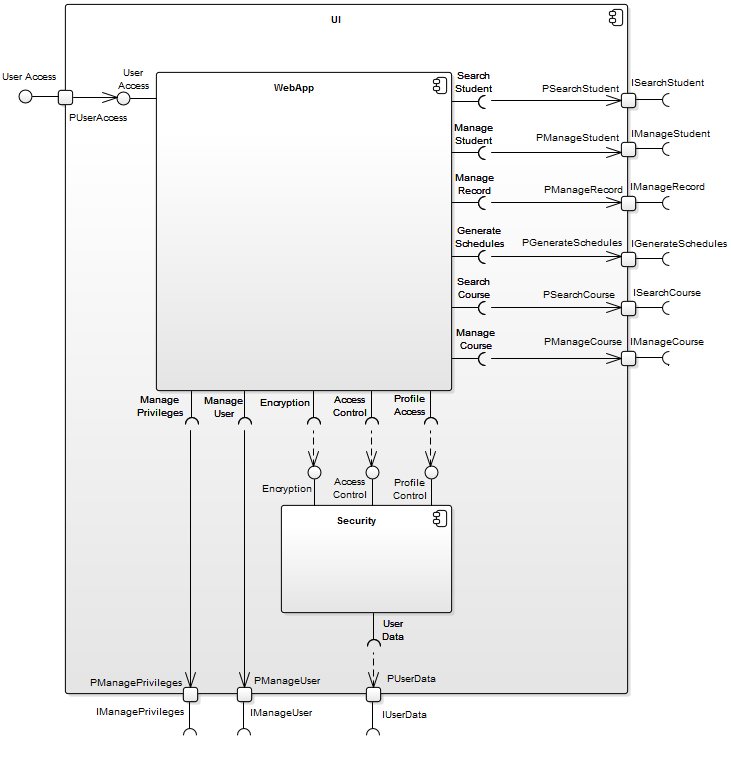 UI
User Access
User
Access
PUserAccess
WebApp
Search
Student
PSearchStudent
ISearchStudent
Manage
Student
PManageStudent
IManageStudent
Manage
Record
PManageRecord
IManageRecord
Generate
Schedules
PGenerateSchedules
IGenerateSchedules
Search
Course
PSearchCourse
ISearchCourse
Manage
Course
PManageCourse
IManageCourse
Manage
Privileges
Manage
User
Encryption
Access
Control
Profile
Access
Encryption
Access
Control
Profile
Control
Security
User
Data
PManagePrivileges
PManageUser
PUserData
IManagePrivileges
IManageUser
IUserData